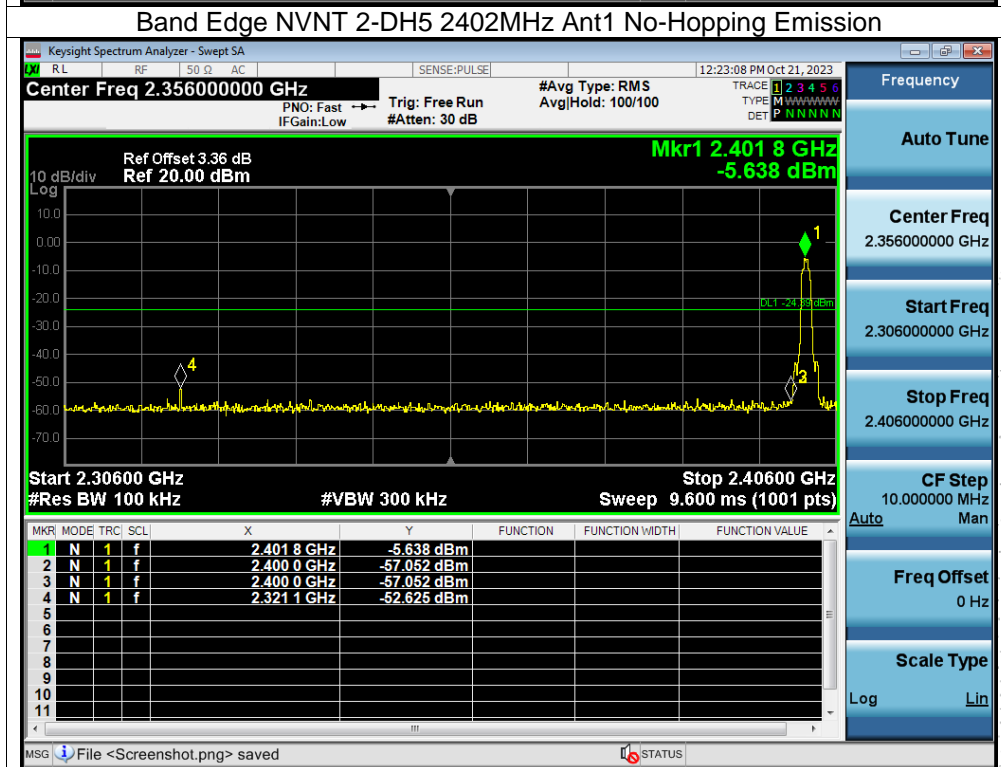 Band Edge NVNT 2-DH5 2402MHz Ant1 No-Hopping Emission
Keysight Spectrum Analyzer - Swept SA
LXI RL RF 50 Ω AC SENSE:PULSE 12:23:08 PM Oct 21, 2023
Center Freq 2.356000000 GHz
PNO: Fast
IFGain:Low
Trig: Free Run
#Atten: 30 dB
#Avg Type: RMS
Avg|Hold: 100/100
TRACE 1 2 3 4 5 6
TYPE M WWWWW
DET P N N N N N
Ref Offset 3.36 dB
10 dB/div Ref 20.00 dBm
Log
Mkr1 2.401 8 GHz
-5.638 dBm
10.0
0.00
-10.0
-20.0
-30.0
-40.0
-50.0
-60.0
-70.0
1
DL1 -24.89 dBm
4
3
Start 2.30600 GHz Stop 2.40600 GHz
#Res BW 100 kHz #VBW 300 kHz Sweep 9.600 ms (1001 pts)
MKR MODE TRC SCL X Y FUNCTION FUNCTION WIDTH FUNCTION VALUE
1 N 1 f 2.401 8 GHz -5.638 dBm
2 N 1 f 2.400 0 GHz -57.052 dBm
3 N 1 f 2.400 0 GHz -57.052 dBm
4 N 1 f 2.321 1 GHz -52.625 dBm
5
6
7
8
9
10
11
MSG File <Screenshot.png> saved STATUS
Frequency
Auto Tune
Center Freq
2.356000000 GHz
Start Freq
2.306000000 GHz
Stop Freq
2.406000000 GHz
CF Step
10.000000 MHz
Auto Man
Freq Offset
0 Hz
Scale Type
Log Lin